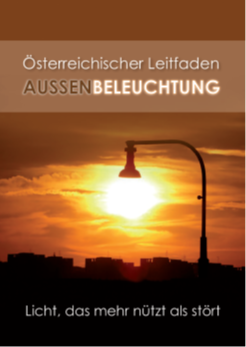 Österreichischer Leitfaden
AUSSENBELEUCHTUNG
Licht, das mehr nützt als stört